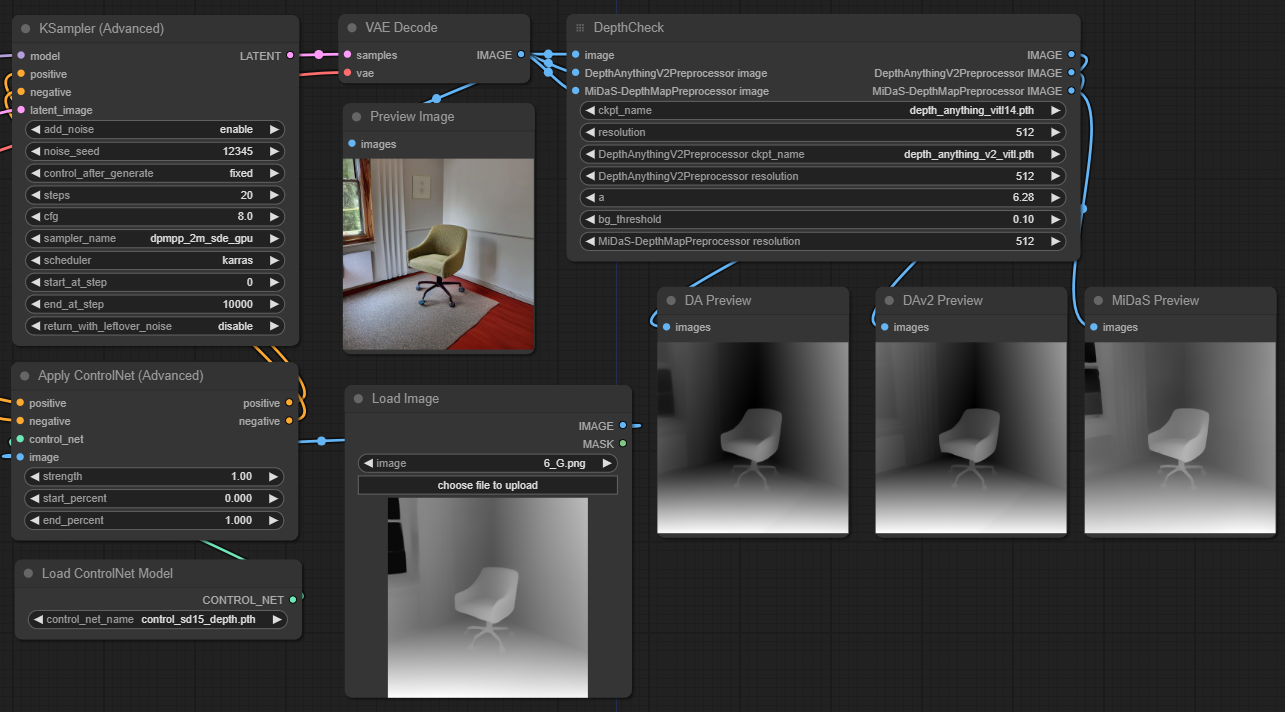 KSampler (Advanced)
model
LATENT
positive
negative
latent_image
add_noise enable
noise_seed 12345
control_after_generate fixed
steps 20
cfg 8.0
sampler_name dpmpp_2m_sde_gpu
scheduler karras
start_at_step 0
end_at_step 10000
return_with_leftover_noise disable
Apply ControlNet (Advanced)
positive positive
negative negative
control_net
image
strength 1.00
start_percent 0.000
end_percent 1.000
Load ControlNet Model
CONTROL_NET
control_net_name control_sd15_depth.pth
VAE Decode
samples IMAGE
vae
Preview Image
images
Load Image
IMAGE
MASK
image 6_G.png
choose file to upload
DepthCheck
image IMAGE
DepthAnythingV2Preprocessor image DepthAnythingV2Preprocessor IMAGE
MiDaS-DepthMapPreprocessor image MiDaS-DepthMapPreprocessor IMAGE
ckpt_name depth_anything_vitl14.pth
resolution 512
DepthAnythingV2Preprocessor ckpt_name depth_anything_v2_vitl.pth
DepthAnythingV2Preprocessor resolution 512
a 6.28
bg_threshold 0.10
MiDaS-DepthMapPreprocessor resolution 512
DA Preview
images
DAv2 Preview
images
MiDaS Preview
images